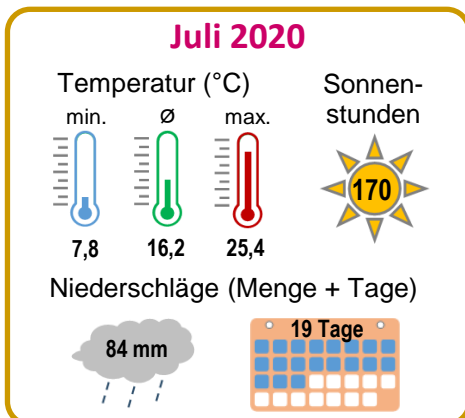 Juli 2020
Temperatur (°C)
min. Ø max.
7,8 16,2 25,4
Sonnen-
stunden
170
Niederschläge (Menge + Tage)
84 mm
19 Tage